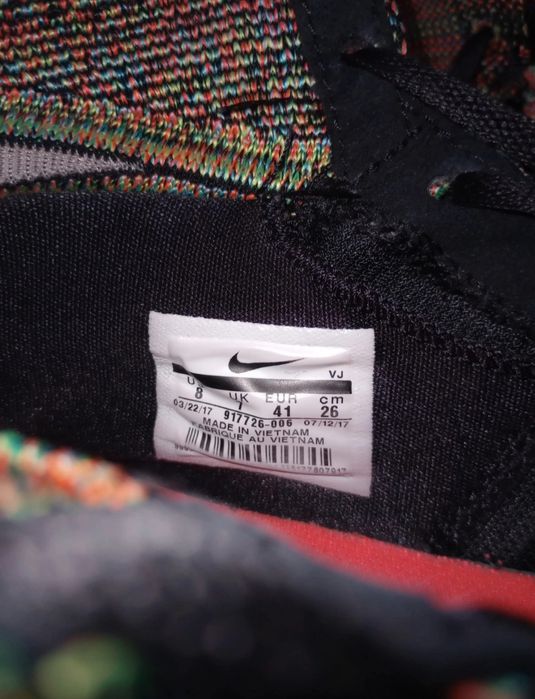 VJ
UK EUR cm
8 7 41 26
03/22/17 917726-006 07/12/17
MADE IN VIETNAM
FABRIQUE AU VIETNAM